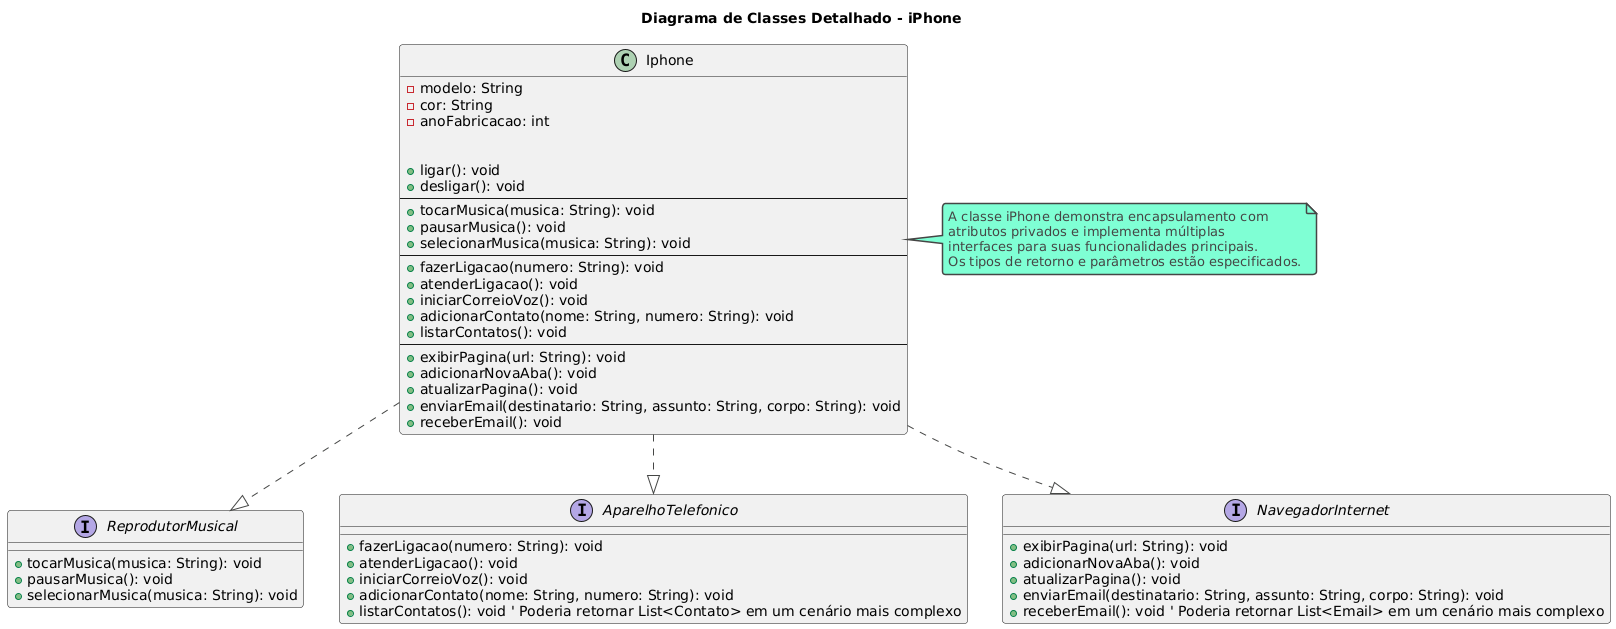 Diagrama de Classes Detalhado - iPhone
C Iphone
modelo: String
cor: String
anoFabricacao: int
ligar(): void
desligar(): void
tocarMusica(musica: String): void
pausarMusica(): void
selecionarMusica(musica: String): void
fazerLigacao(numero: String): void
atenderLigacao(): void
iniciarCorreioVoz(): void
adicionarContato(nome: String, numero: String): void
listarContatos(): void
exibirPagina(url: String): void
adicionarNovaAba(): void
atualizarPagina(): void
enviarEmail(destinatario: String, assunto: String, corpo: String): void
receberEmail(): void
A classe iPhone demonstra encapsulamento com
atributos privados e implementa múltiplas
interfaces para suas funcionalidades principais.
Os tipos de retorno e parâmetros estão especificados.
I ReprodutorMusical
tocarMusica(musica: String): void
pausarMusica(): void
selecionarMusica(musica: String): void
I AparelhoTelefonico
fazerLigacao(numero: String): void
atenderLigacao(): void
iniciarCorreioVoz(): void
adicionarContato(nome: String, numero: String): void
listarContatos(): void ' Poderia retornar List<Contato> em um cenário mais complexo
I NavegadorInternet
exibirPagina(url: String): void
adicionarNovaAba(): void
atualizarPagina(): void
enviarEmail(destinatario: String, assunto: String, corpo: String): void
receberEmail(): void ' Poderia retornar List<Email> em um cenário mais complexo